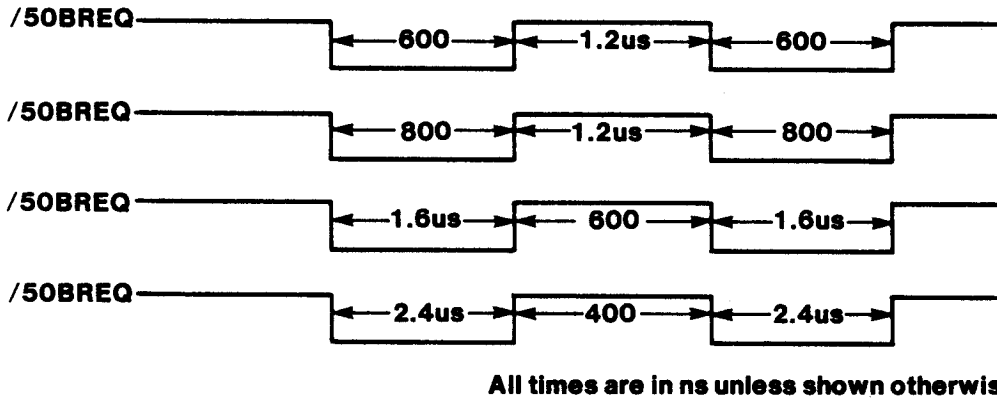 /50BREQ 600 1.2us 600
/50BREQ 800 1.2us 800
/50BREQ 1.6us 600 1.6us
/50BREQ 2.4us 400 2.4us
All times are in ns unless shown otherwis